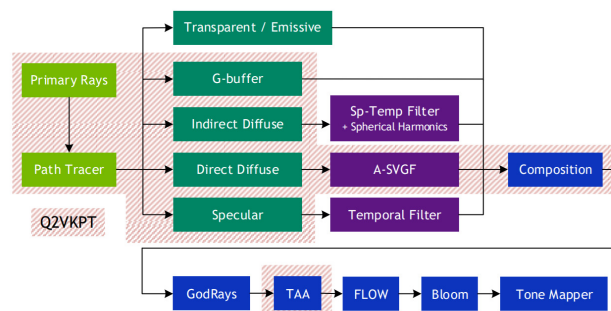 Transparent / Emissive
Primary Rays
G-buffer
Indirect Diffuse
Sp-Temp Filter
+ Spherical Harmonics
Path Tracer
Direct Diffuse
A-SVGF
Composition
Q2VKPT
Specular
Temporal Filter
GodRays
TAA
FLOW
Bloom
Tone Mapper